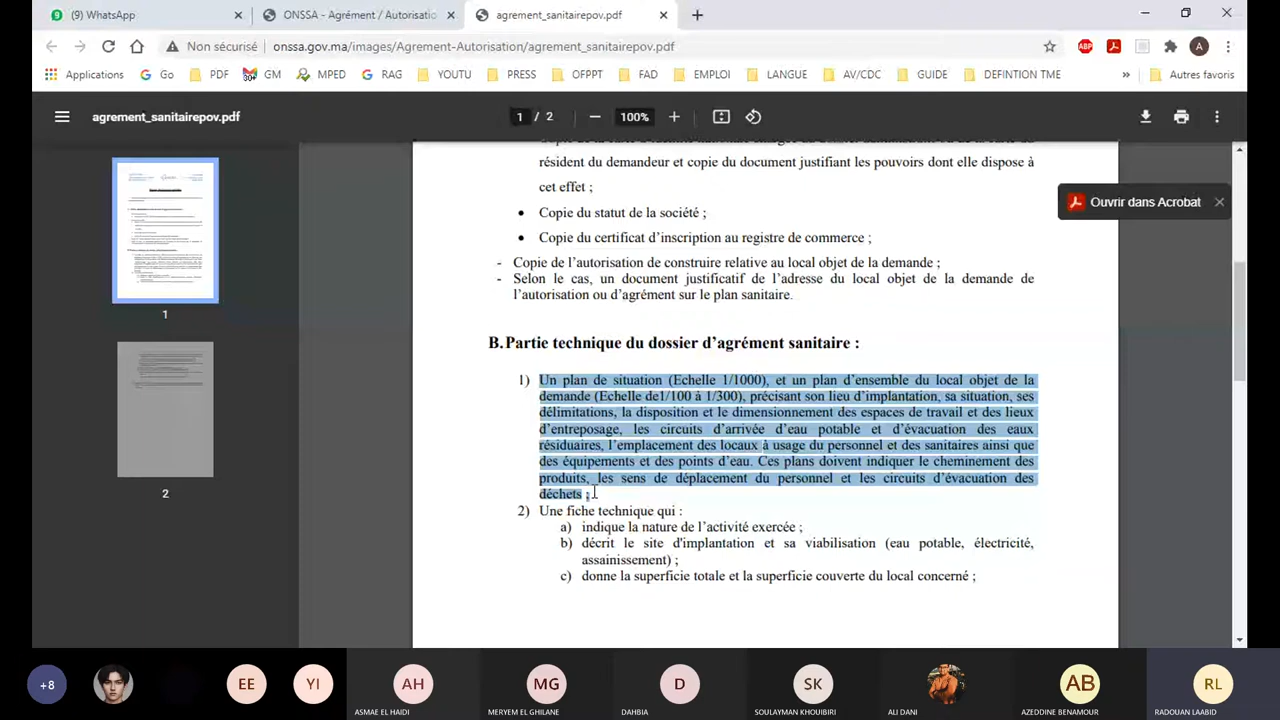 (9) WhatsApp
ONSSA - Agrément / Autorisatio
agrement_sanitairepov.pdf
Non sécurisé
onssa.gov.ma/images/Agrement-Autorisation/agrement_sanitairepov.pdf
ABP
A
Applications
Go
PDF
GM
MPED
RAG
YOUTU
PRESS
OFPPT
FAD
EMPLOI
LANGUE
AV/CDC
GUIDE
DEFINTION TME
»
Autres favoris
agrement_sanitairepov.pdf
1 / 2
100%
résident du demandeur et copie du document justifiant les pouvoirs dont elle dispose à
cet effet ;
• Copie du statut de la société ;
• Copie du certificat d’inscription au registre de commerce ;
- Copie de l’autorisation de construire relative au local objet de la demande ;
- Selon le cas, un document justificatif de l’adresse du local objet de la demande de
l’autorisation ou d’agrément sur le plan sanitaire.
B. Partie technique du dossier d’agrément sanitaire :
1) Un plan de situation (Echelle 1/1000), et un plan d’ensemble du local objet de la
demande (Echelle de1/100 à 1/300), précisant son lieu d’implantation, sa situation, ses
délimitations, la disposition et le dimensionnement des espaces de travail et des lieux
d’entreposage, les circuits d’arrivée d’eau potable et d’évacuation des eaux
résiduaires, l’emplacement des locaux à usage du personnel et des sanitaires ainsi que
des équipements et des points d’eau. Ces plans doivent indiquer le cheminement des
produits, les sens de déplacement du personnel et les circuits d’évacuation des
déchets ;
2) Une fiche technique qui :
a) indique la nature de l’activité exercée ;
b) décrit le site d'implantation et sa viabilisation (eau potable, électricité,
assainissement) ;
c) donne la superficie totale et la superficie couverte du local concerné ;
Ouvrir dans Acrobat
1
2
+8
EE
YI
AH
MG
D
SK
AB
RL
ASMAE EL HAIDI
MERYEM EL GHILANE
DAHBIA
SOULAYMAN KHOUIBIRI
ALI DANI
AZEDDINE BENAMOUR
RADOUAN LAABID